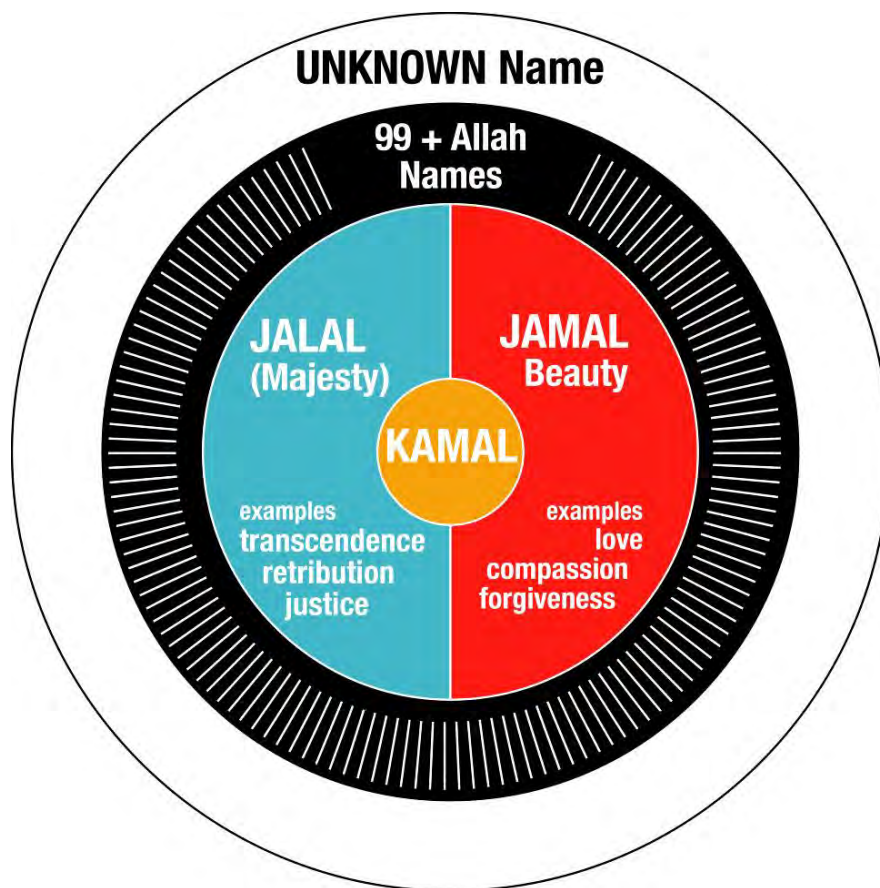 UNKNOWN Name
99 + Allah
Names
JALAL
(Majesty)
JAMAL
Beauty
KAMAL
examples
transcendence
retribution
justice
examples
love
compassion
forgiveness